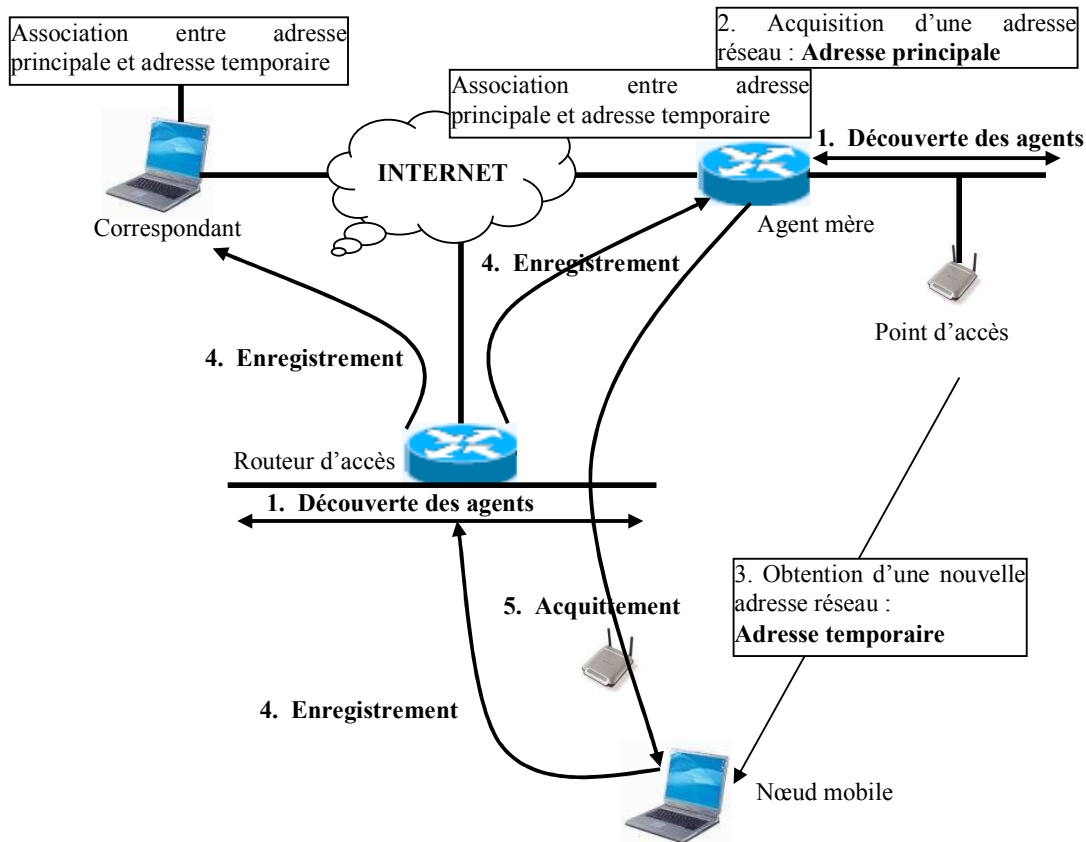 Association entre adresse
principale et adresse temporaire
2. Acquisition d’une adresse
réseau : Adresse principale
Association entre adresse
principale et adresse temporaire
1. Découverte des agents
INTERNET
Correspondant
Agent mère
4. Enregistrement
Point d’accès
4. Enregistrement
Routeur d’accès
1. Découverte des agents
3. Obtention d’une nouvelle
adresse réseau :
Adresse temporaire
5. Acquittement
4. Enregistrement
Nœud mobile